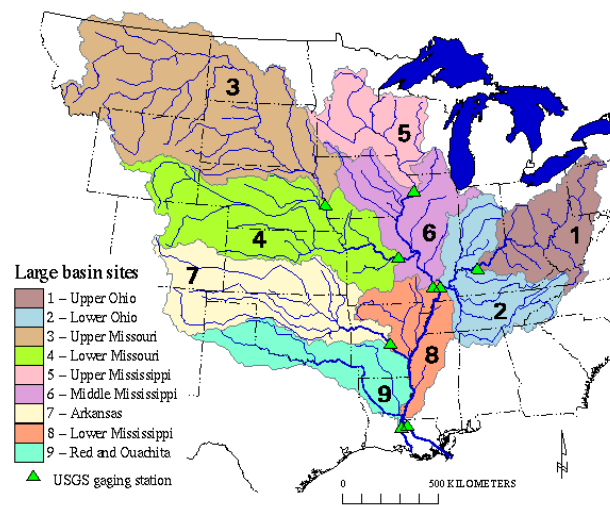 3
5
1
6
4
7
2
8
9
Large basin sites
1 – Upper Ohio
2 – Lower Ohio
3 – Upper Missouri
4 – Lower Missouri
5 – Upper Mississippi
6 – Middle Mississippi
7 – Arkansas
8 – Lower Mississippi
9 – Red and Ouachita
USGS gaging station
0 500 KILOMETERS
N